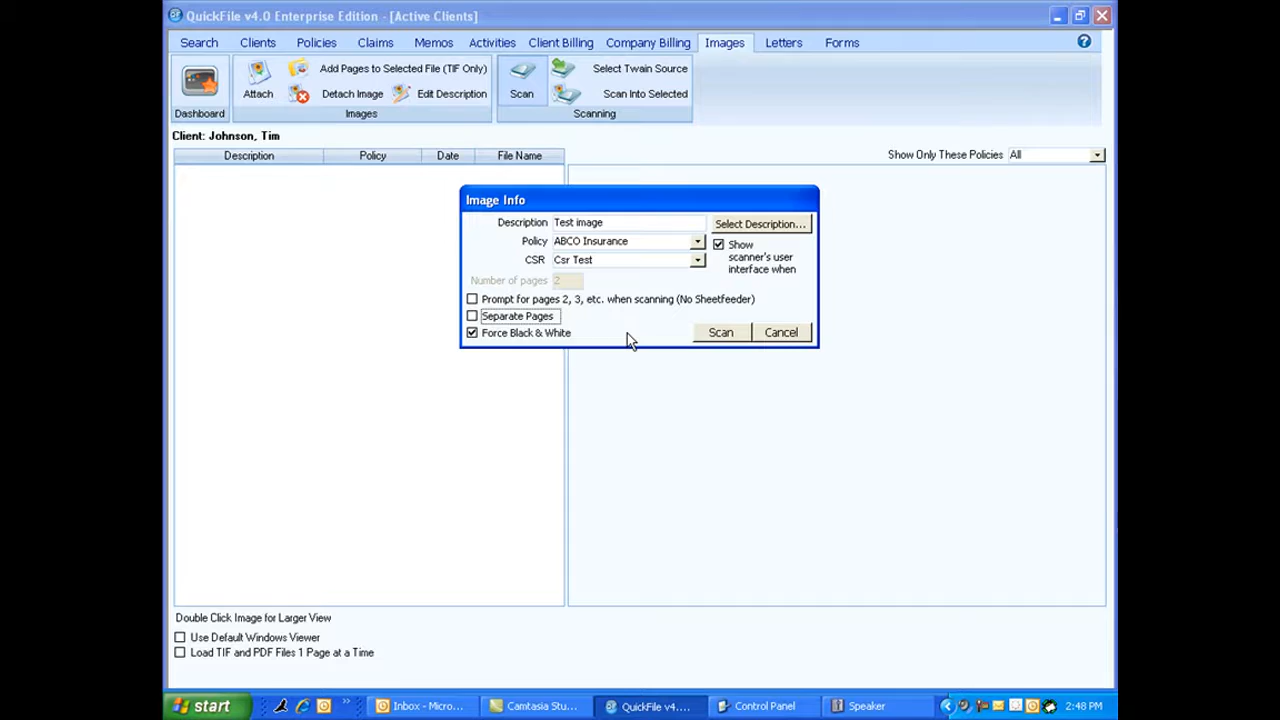 QuickFile v4.0 Enterprise Edition - [Active Clients]
Search Clients Policies Claims Memos Activities Client Billing Company Billing Images Letters Forms
Add Pages to Selected File (TIF Only) Select Twain Source
Attach Detach Image Edit Description Scan Scan Into Selected
Dashboard Images Scanning
Client: Johnson, Tim
Description Policy Date File Name Show Only These Policies All
Image Info
Description Test image Select Description...
Policy ABCO Insurance Show
scanner's user
interface when
CSR Csr Test
Number of pages 2
Prompt for pages 2, 3, etc. when scanning (No Sheetfeeder)
Separate Pages
Force Black & White Scan Cancel
Double Click Image for Larger View
Use Default Windows Viewer
Load TIF and PDF Files 1 Page at a Time
start Inbox - Micro... Camtasia Stu... QuickFile v4.... Control Panel Speaker 2:48 PM